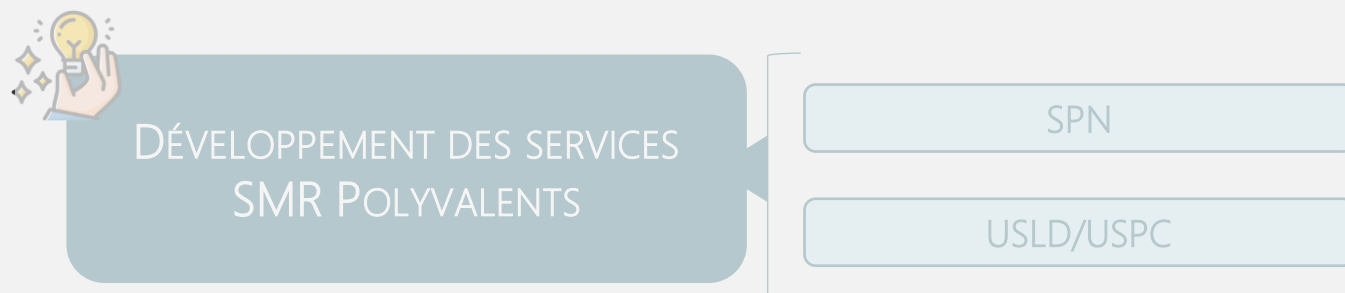 DÉVELOPPEMENT DES SERVICES
SMR POLYVALENTS
SPN
USLD/USPC